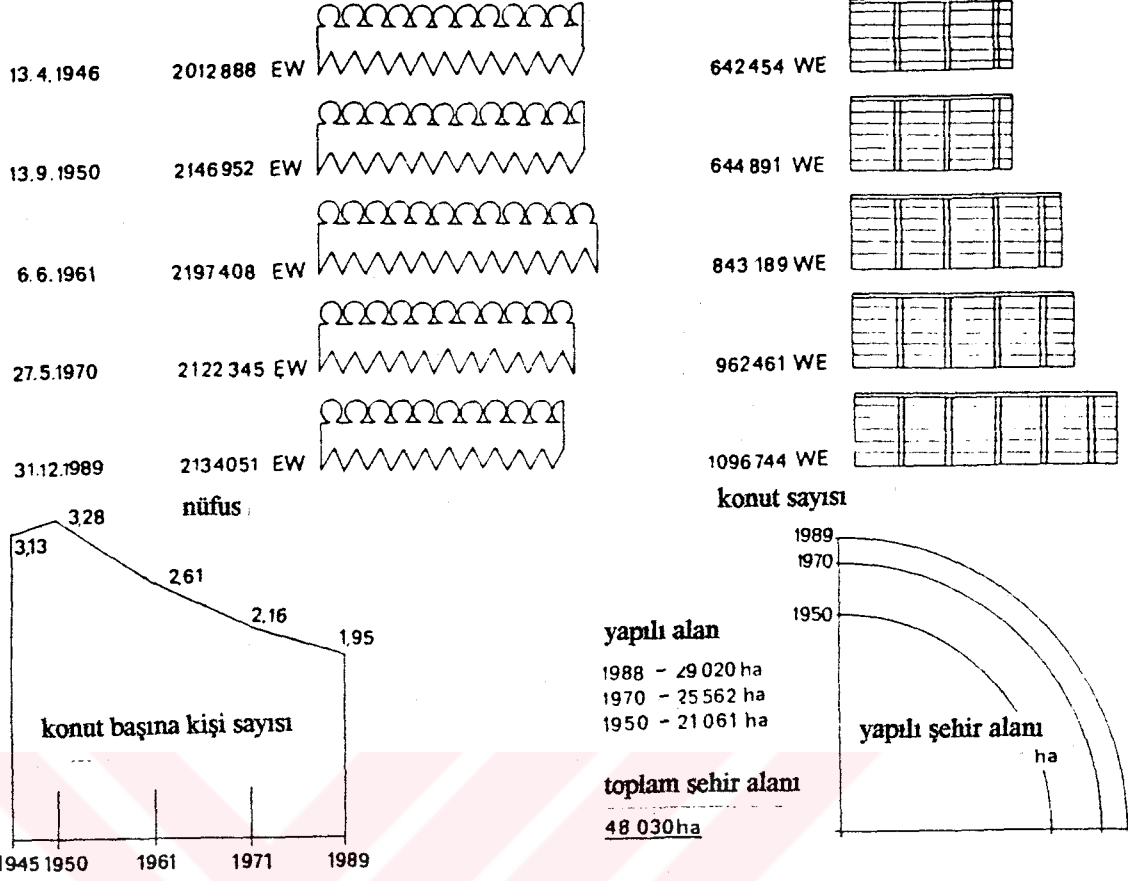 13.4.1946 2012888 EW 642454 WE
13.9.1950 2146952 EW 644891 WE
6.6.1961 2197408 EW 843189 WE
27.5.1970 2122345 EW 962461 WE
31.12.1989 2134051 EW 1096744 WE
nüfus
konut sayısı
3,13
3,28
2,61
2,16
1,95
konut başına kişi sayısı
1945 1950 1961 1971 1989
yapılı alan
1988 - 29020 ha
1970 - 25562 ha
1950 - 21061 ha
toplam şehir alanı
48 030 ha
1989
1970
1950
yapılı şehir alanı
ha